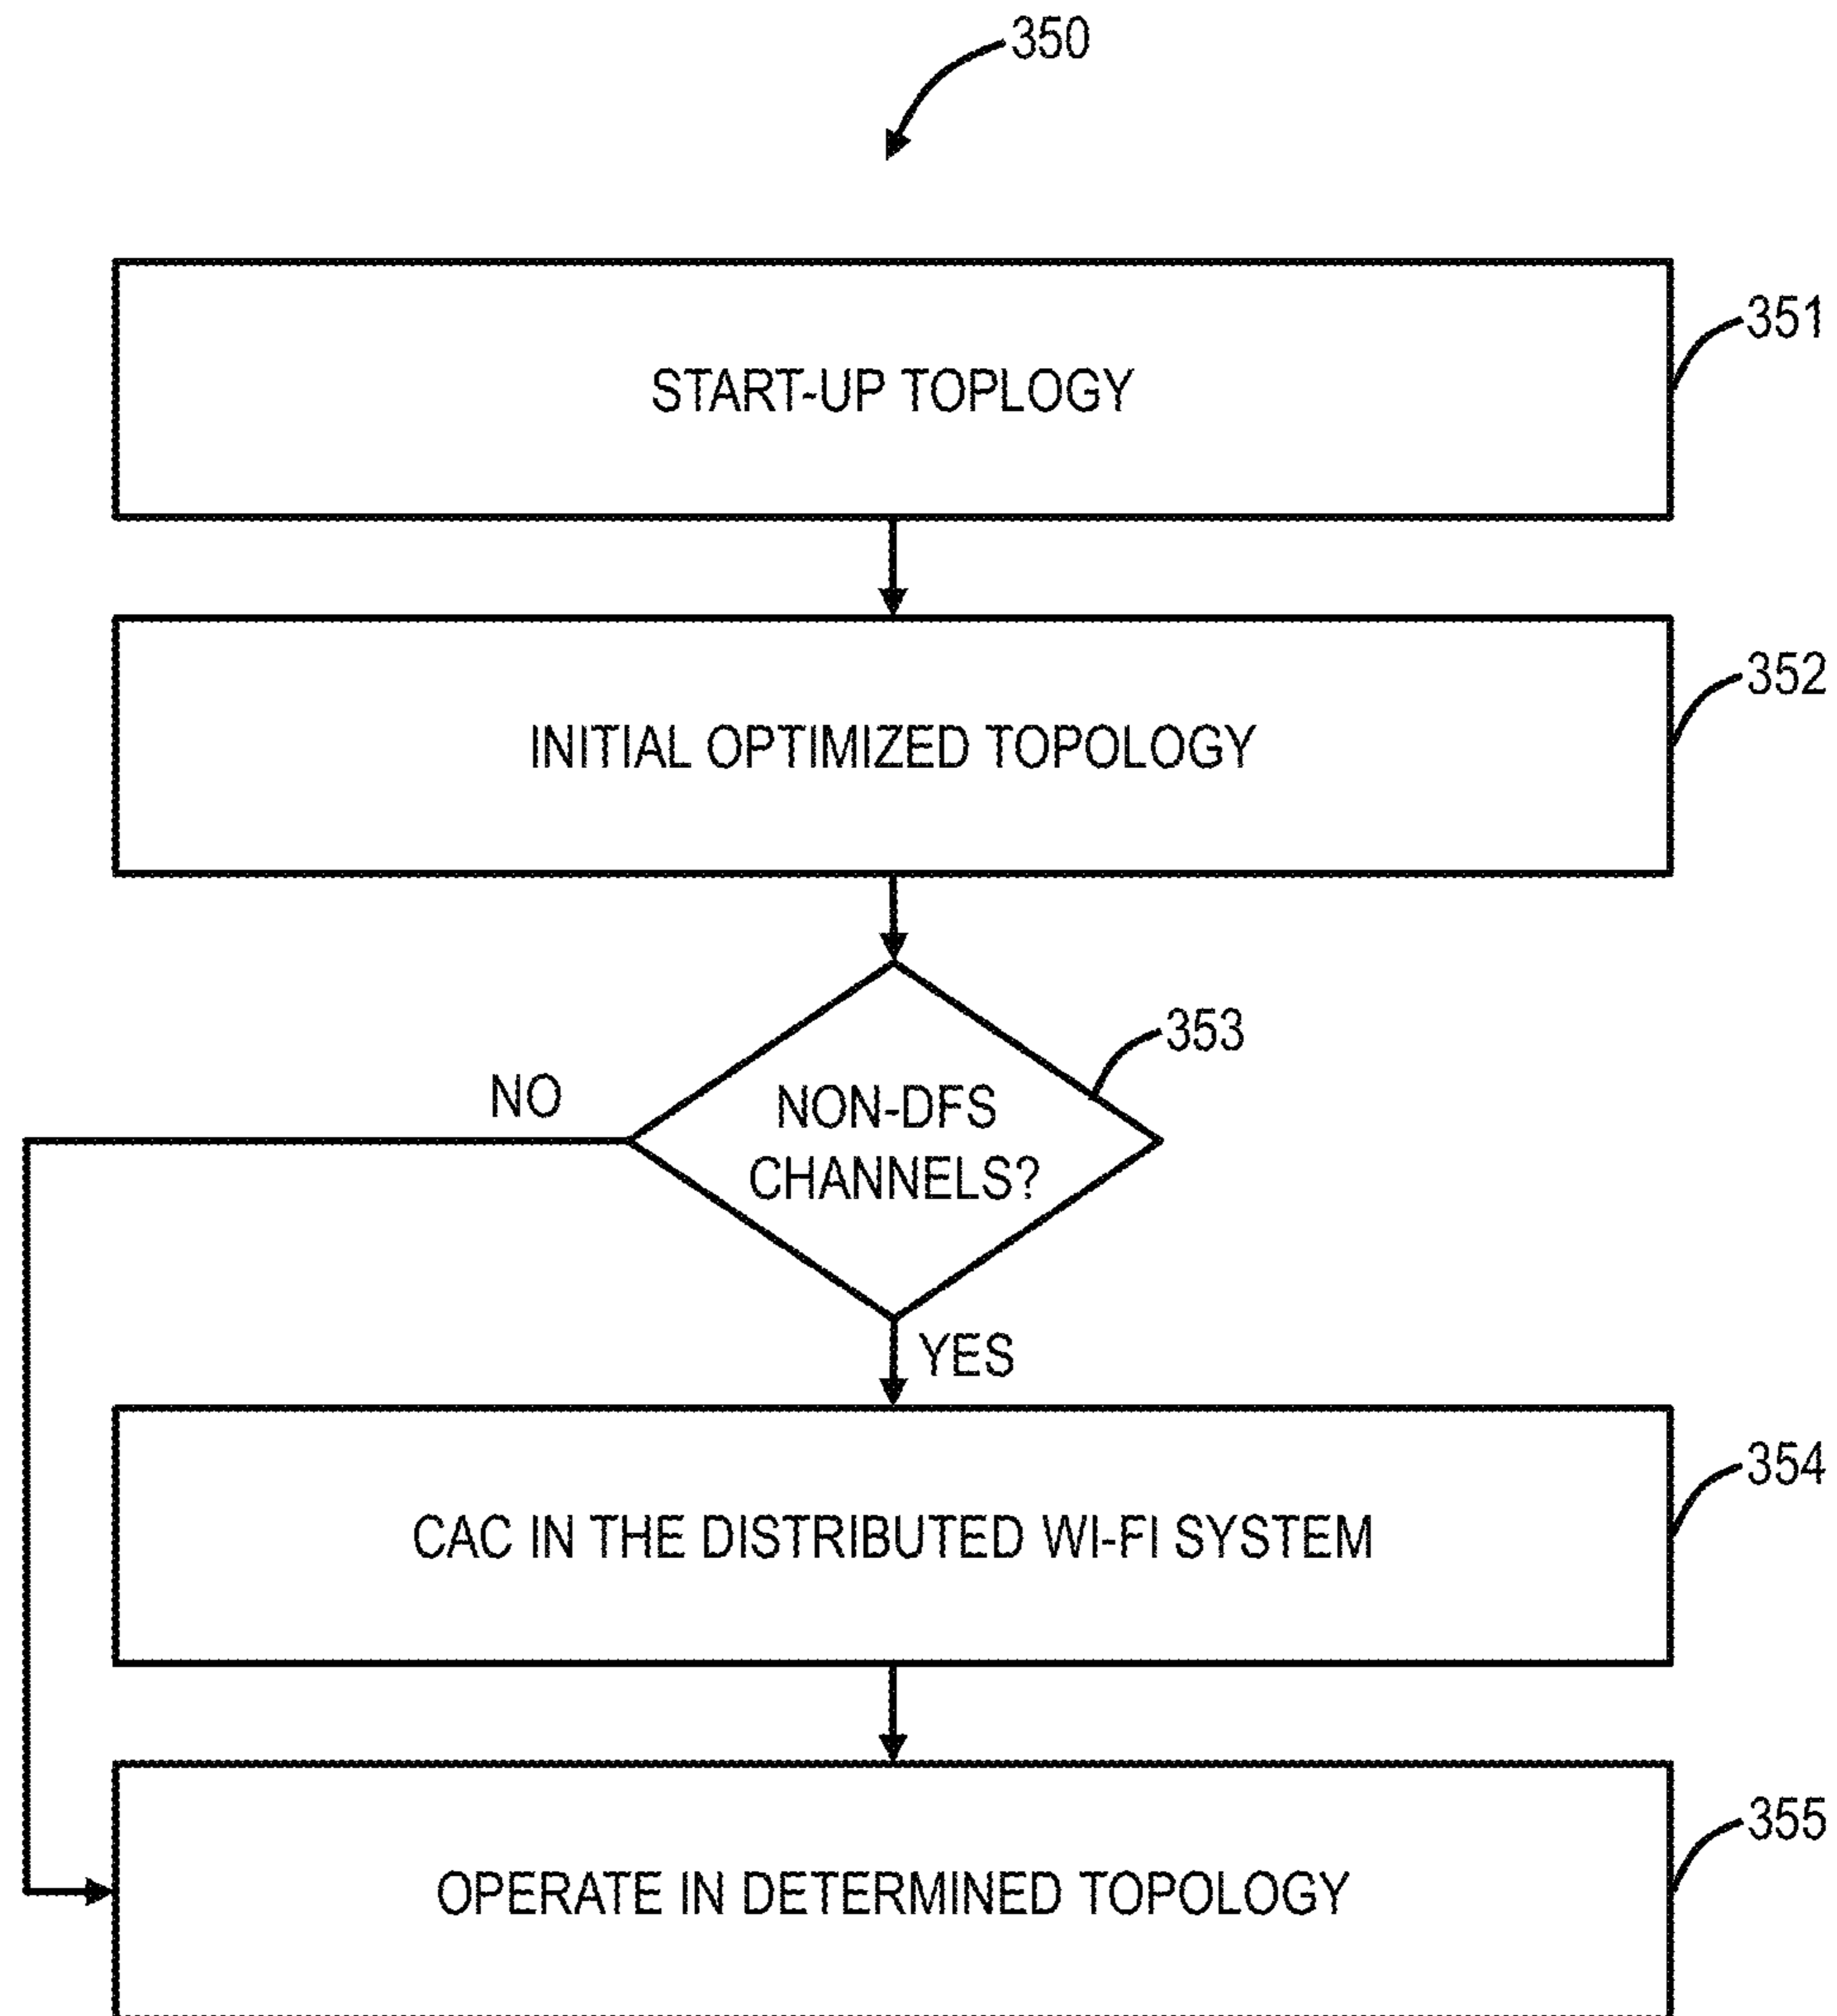 350
START-UP TOPLOGY
351
INITIAL OPTIMIZED TOPOLOGY
352
353
NO
NON-DFS
CHANNELS?
YES
CAC IN THE DISTRIBUTED WI-FI SYSTEM
354
OPERATE IN DETERMINED TOPOLOGY
355